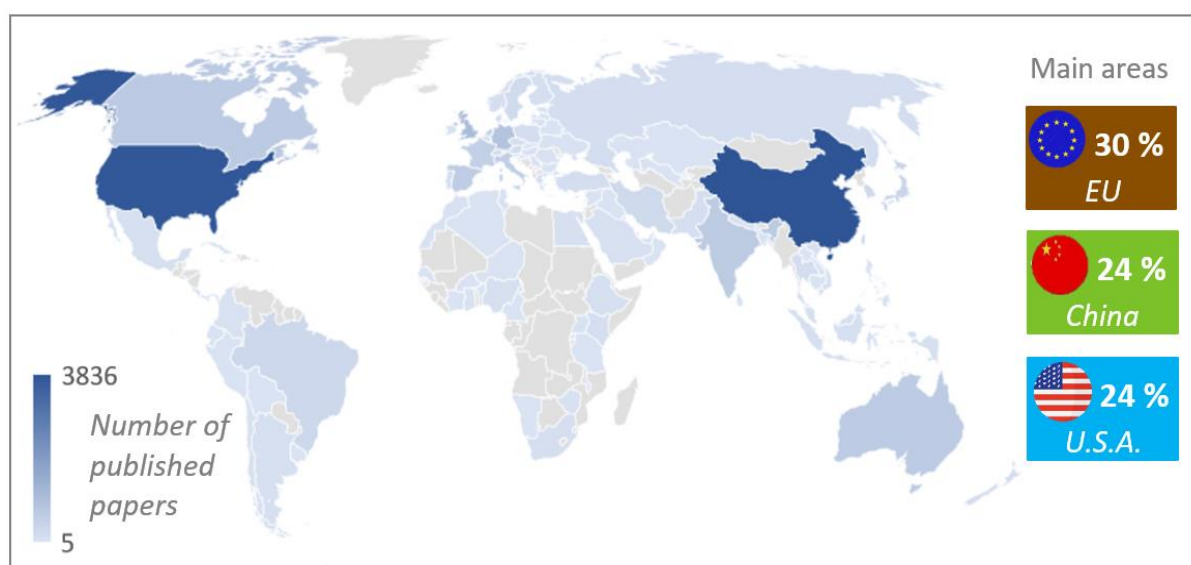 Main areas
30 %
EU
24 %
China
24 %
U.S.A.
3836
Number of
published
papers
5